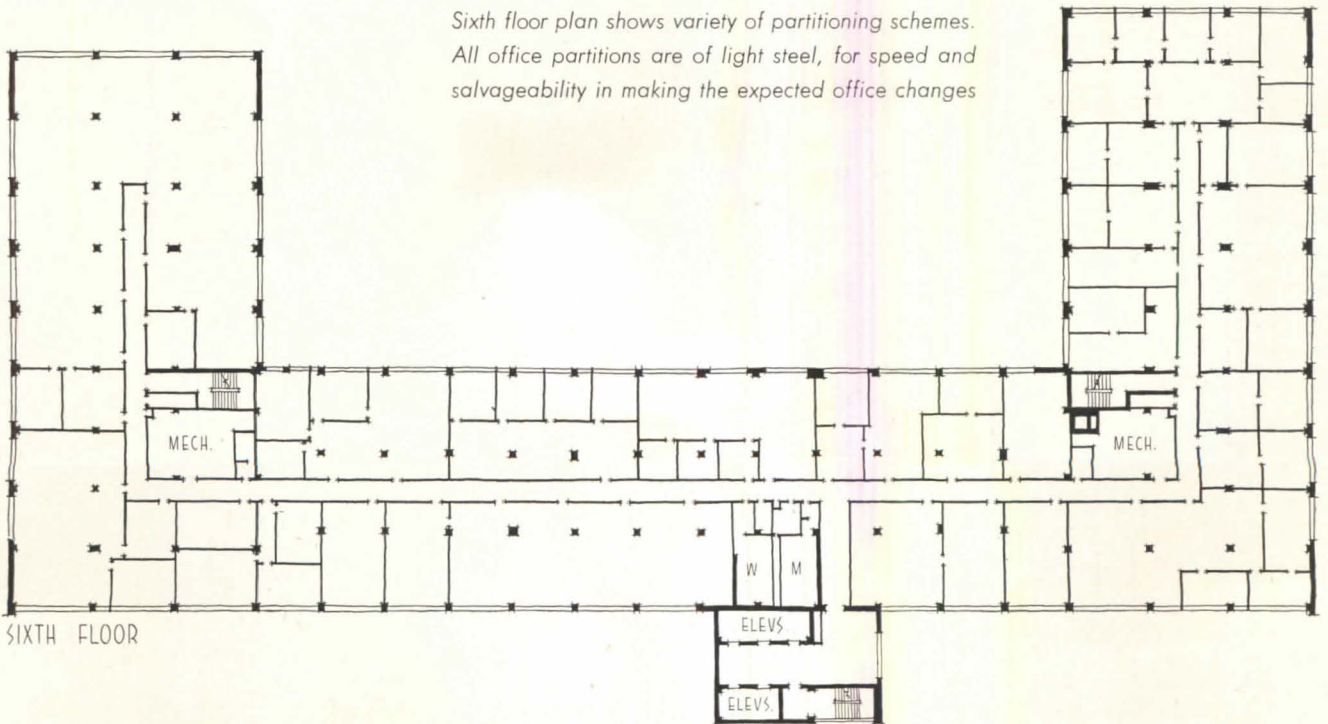 Sixth floor plan shows variety of partitioning schemes.
All office partitions are of light steel, for speed and
salvageability in making the expected office changes
MECH.
MECH.
W
M
ELEVS.
SIXTH FLOOR
ELEVS.